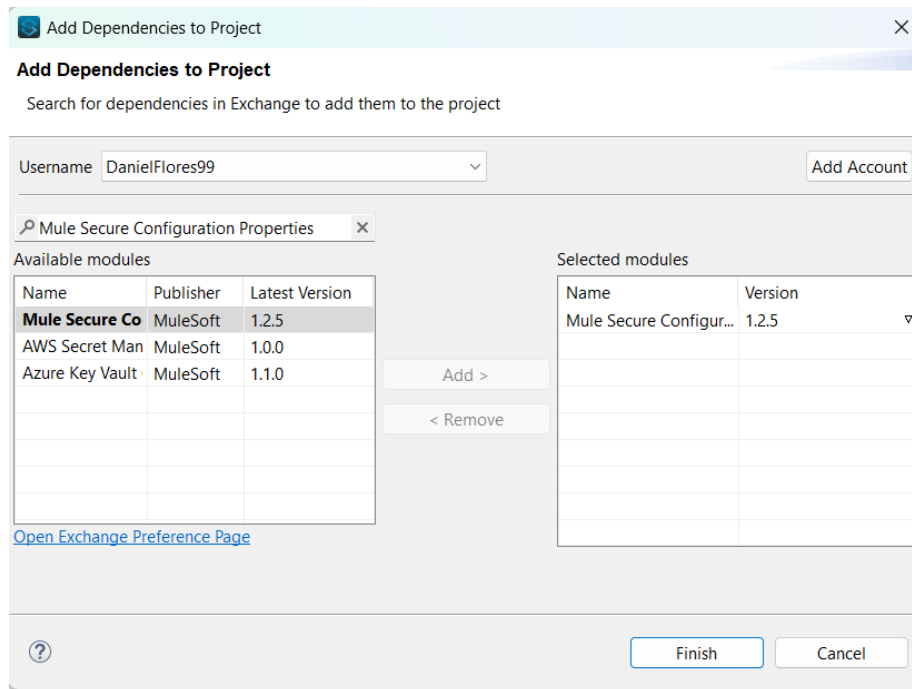 Add Dependencies to Project
Add Dependencies to Project
Search for dependencies in Exchange to add them to the project
Username DanielFlores99 Add Account
Mule Secure Configuration Properties
Available modules
Name Publisher Latest Version
Mule Secure Co MuleSoft 1.2.5
AWS Secret Man MuleSoft 1.0.0
Azure Key Vault MuleSoft 1.1.0
Open Exchange Preference Page
Add >
< Remove
Selected modules
Name Version
Mule Secure Configur... 1.2.5
?
Finish Cancel